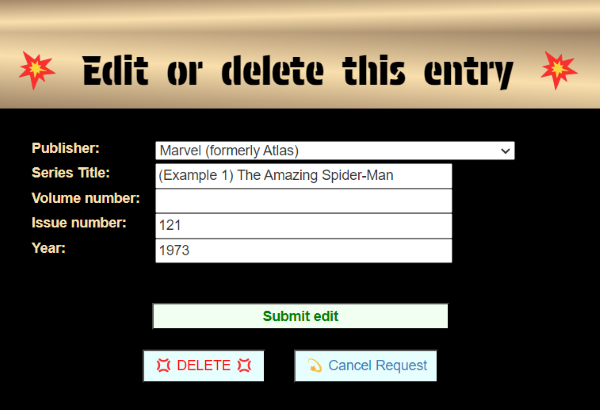 Edit or delete this entry
Publisher: Marvel (formerly Atlas)
Series Title: (Example 1) The Amazing Spider-Man
Volume number:
Issue number: 121
Year: 1973
Submit edit
DELETE
Cancel Request